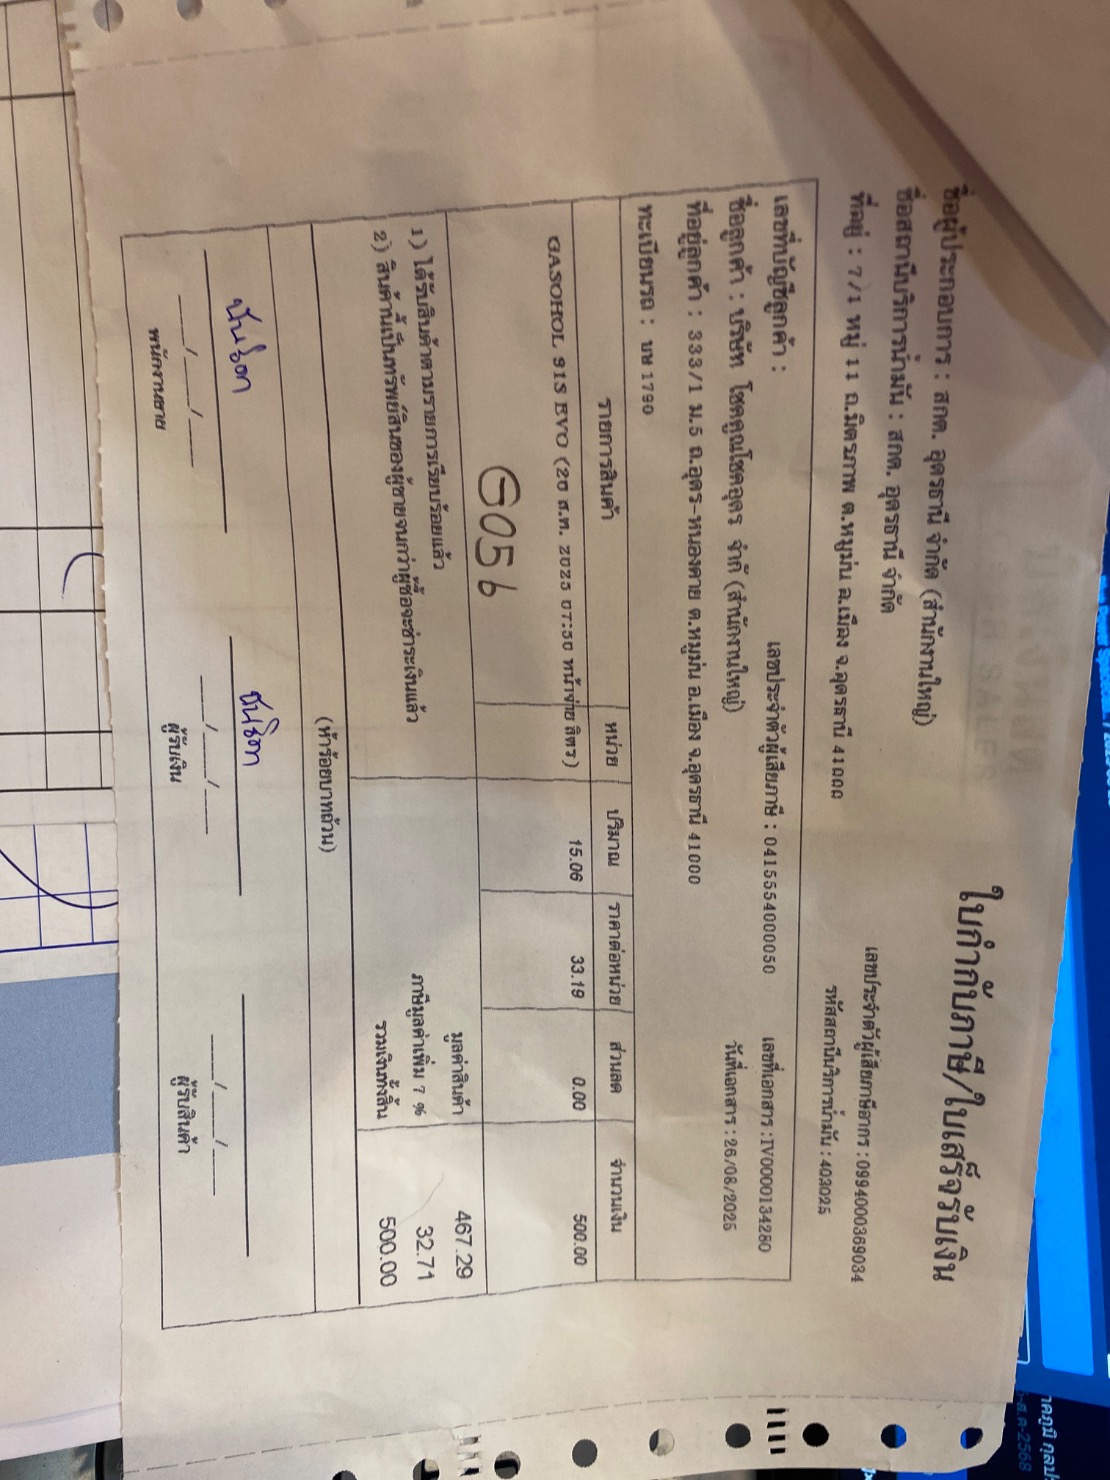 ใบกำกับภาษี/ใบเสร็จรับเงิน
ชื่อผู้ประกอบการ : สกต. อุดรธานี จำกัด (สำนักงานใหญ่)
เลขประจำตัวผู้เสียภาษีอากร : 0994000369034
ชื่อสถานีบริการน้ำมัน : สกต. อุดรธานี จำกัด
รหัสสถานีบริการน้ำมัน : 403025
ที่อยู่ : 7/1 หมู่ 11 ถ.มิตรภาพ ต.หมูม่น อ.เมือง จ.อุดรธานี 41000
เลขที่บัญชีลูกค้า :
เลขประจำตัวผู้เสียภาษี : 0415554000050
เลขที่เอกสาร : IV0000134280
ชื่อลูกค้า : บริษัท โชคคูณโชคอุดร จำกั (สำนักงานใหญ่)
วันที่เอกสาร : 26/08/2025
ที่อยู่ลูกค้า : 333/1 ม.5 ถ.อุดร-หนองคาย ต.หมูม่น อ.เมือง จ.อุดรธานี 41000
ทะเบียนรถ : บษ 1790
รายการสินค้า หน่วย ปริมาณ ราคาต่อหน่วย ส่วนลด จำนวนเงิน
GASOHOL 91S EVO (26 ส.ค. 2025 07:50 หน้าจ่าย ลิตร) 15.06 33.19 0.00 500.00
G056
1) ได้รับสินค้าตามรายการเรียบร้อยแล้ว
2) สินค้านี้เป็นทรัพย์สินของผู้ขายจนกว่าผู้ซื้อจะชำระเงินแล้ว
มูลค่าสินค้า 467.29
ภาษีมูลค่าเพิ่ม 7 % 32.71
รวมเงินทั้งสิ้น 500.00
(ห้าร้อยบาทถ้วน)
___/___/___ ___/___/___ ___/___/___
พนักงานขาย ผู้รับเงิน ผู้รับสินค้า